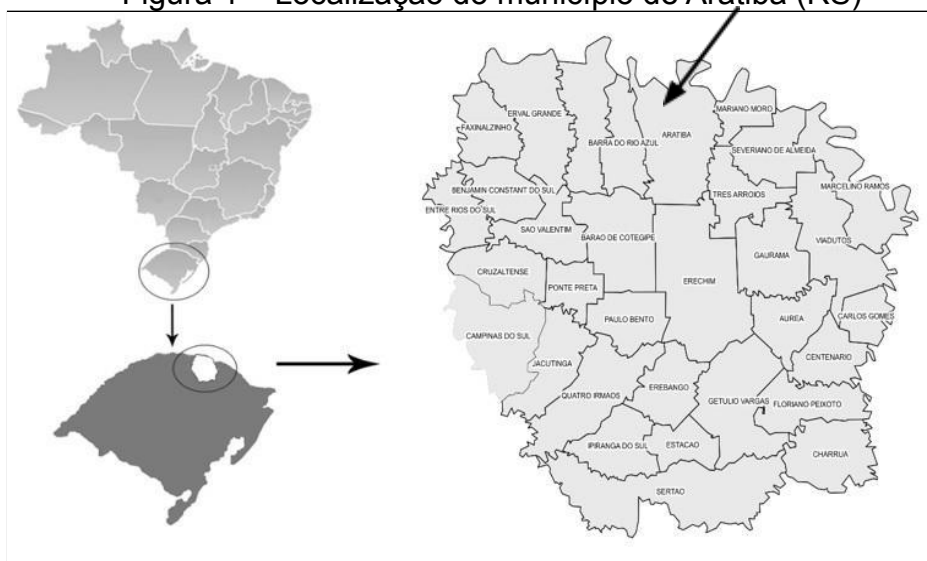 Figura 1 – Localização do município de Aratiba (RS)
MARIANO MORO
ERVAL GRANDE
FAXINALZINHO
BARRA DO RIO AZUL
ARATIBA
SEVERIANO DE ALMEIDA
BENJAMIN CONSTANT DO SUL
TRES ARROIOS
MARCELINO RAMOS
ENTRE RIOS DO SUL
SAO VALENTIM
BARAO DE COTEGIPE
VIADUTOS
GAURAMA
CRUZALTENSE
ERECHIM
PONTE PRETA
PAULO BENTO
AUREA
CARLOS GOMES
CAMPINAS DO SUL
CENTENARIO
JACUTINGA
EREBANGO
QUATRO IRMAOS
GETULIO VARGAS
FLORIANO PEIXOTO
IPIRANGA DO SUL
ESTACAO
CHARRUA
SERTAO